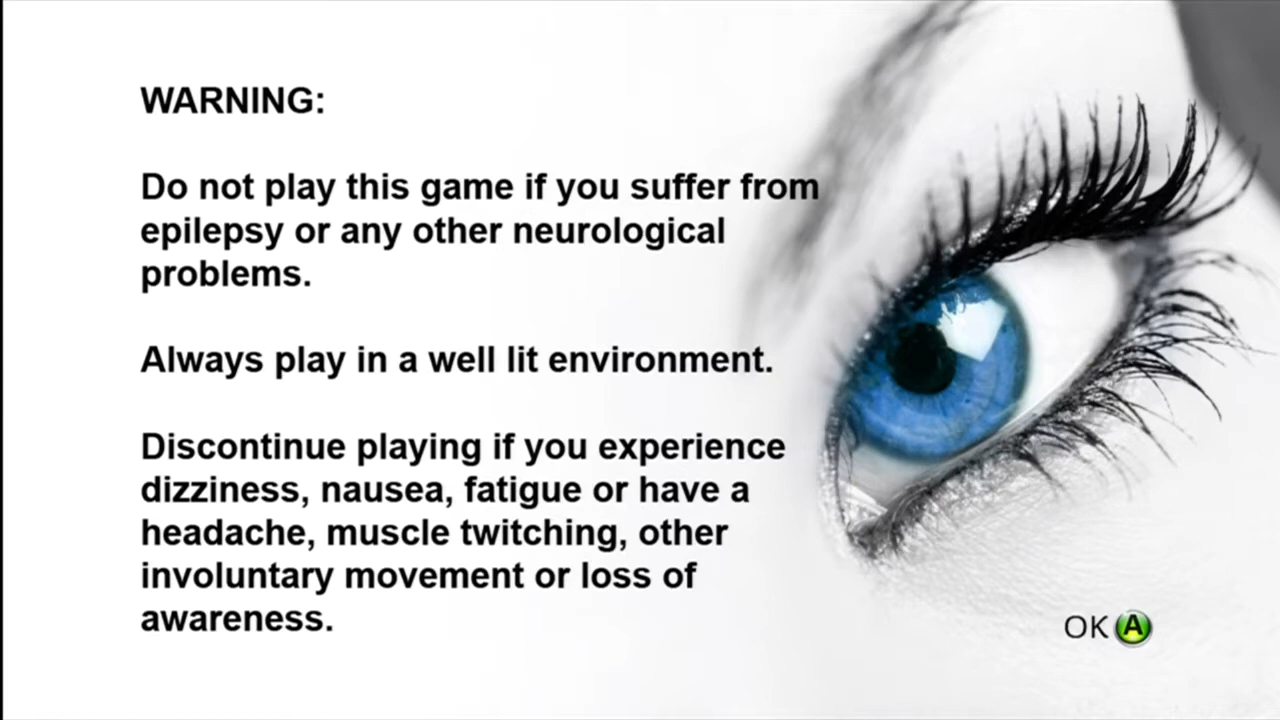 WARNING:
Do not play this game if you suffer from
epilepsy or any other neurological
problems.
Always play in a well lit environment.
Discontinue playing if you experience
dizziness, nausea, fatigue or have a
headache, muscle twitching, other
involuntary movement or loss of
awareness.
OK A